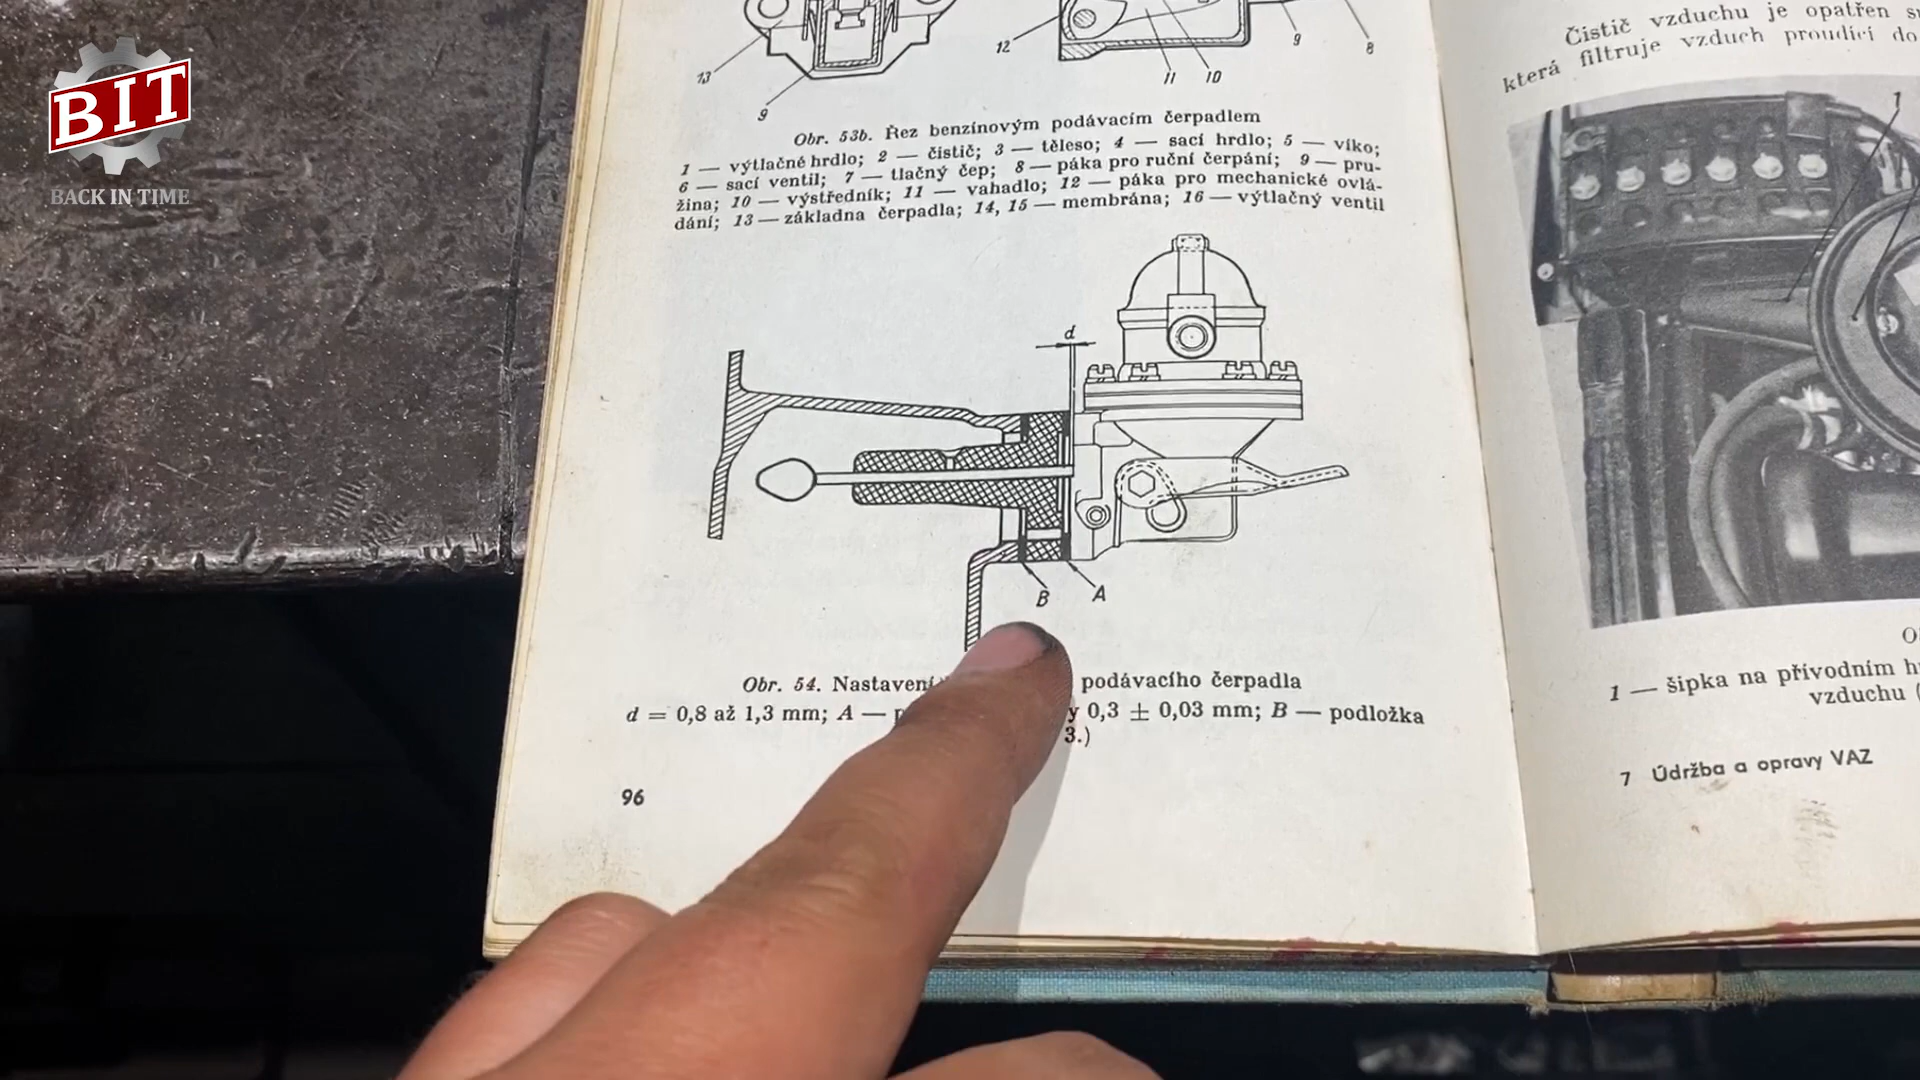 BIT
BACK IN TIME
13
9
12
11
10
9
8
Obr. 53b. Řez benzínovým podávacím čerpadlem
1 — výtlačné hrdlo; 2 — čistič; 3 — těleso; 4 — sací hrdlo; 5 — víko;
6 — sací ventil; 7 — tlačný čep; 8 — páka pro ruční čerpání; 9 — pru-
žina; 10 — výstředník; 11 — vahadlo; 12 — páka pro mechanické ovlá-
dání; 13 — základna čerpadla; 14, 15 — membrána; 16 — výtlačný ventil
d
B
A
Obr. 54. Nastavení podávacího čerpadla
d = 0,8 až 1,3 mm; A — 0,3 ± 0,03 mm; B — podložka
3.)
96
Čistič vzduchu je opatřen
která filtruje vzduch proudící do
1
1 — šipka na přívodním
vzduchu (
7 Údržba a opravy VAZ